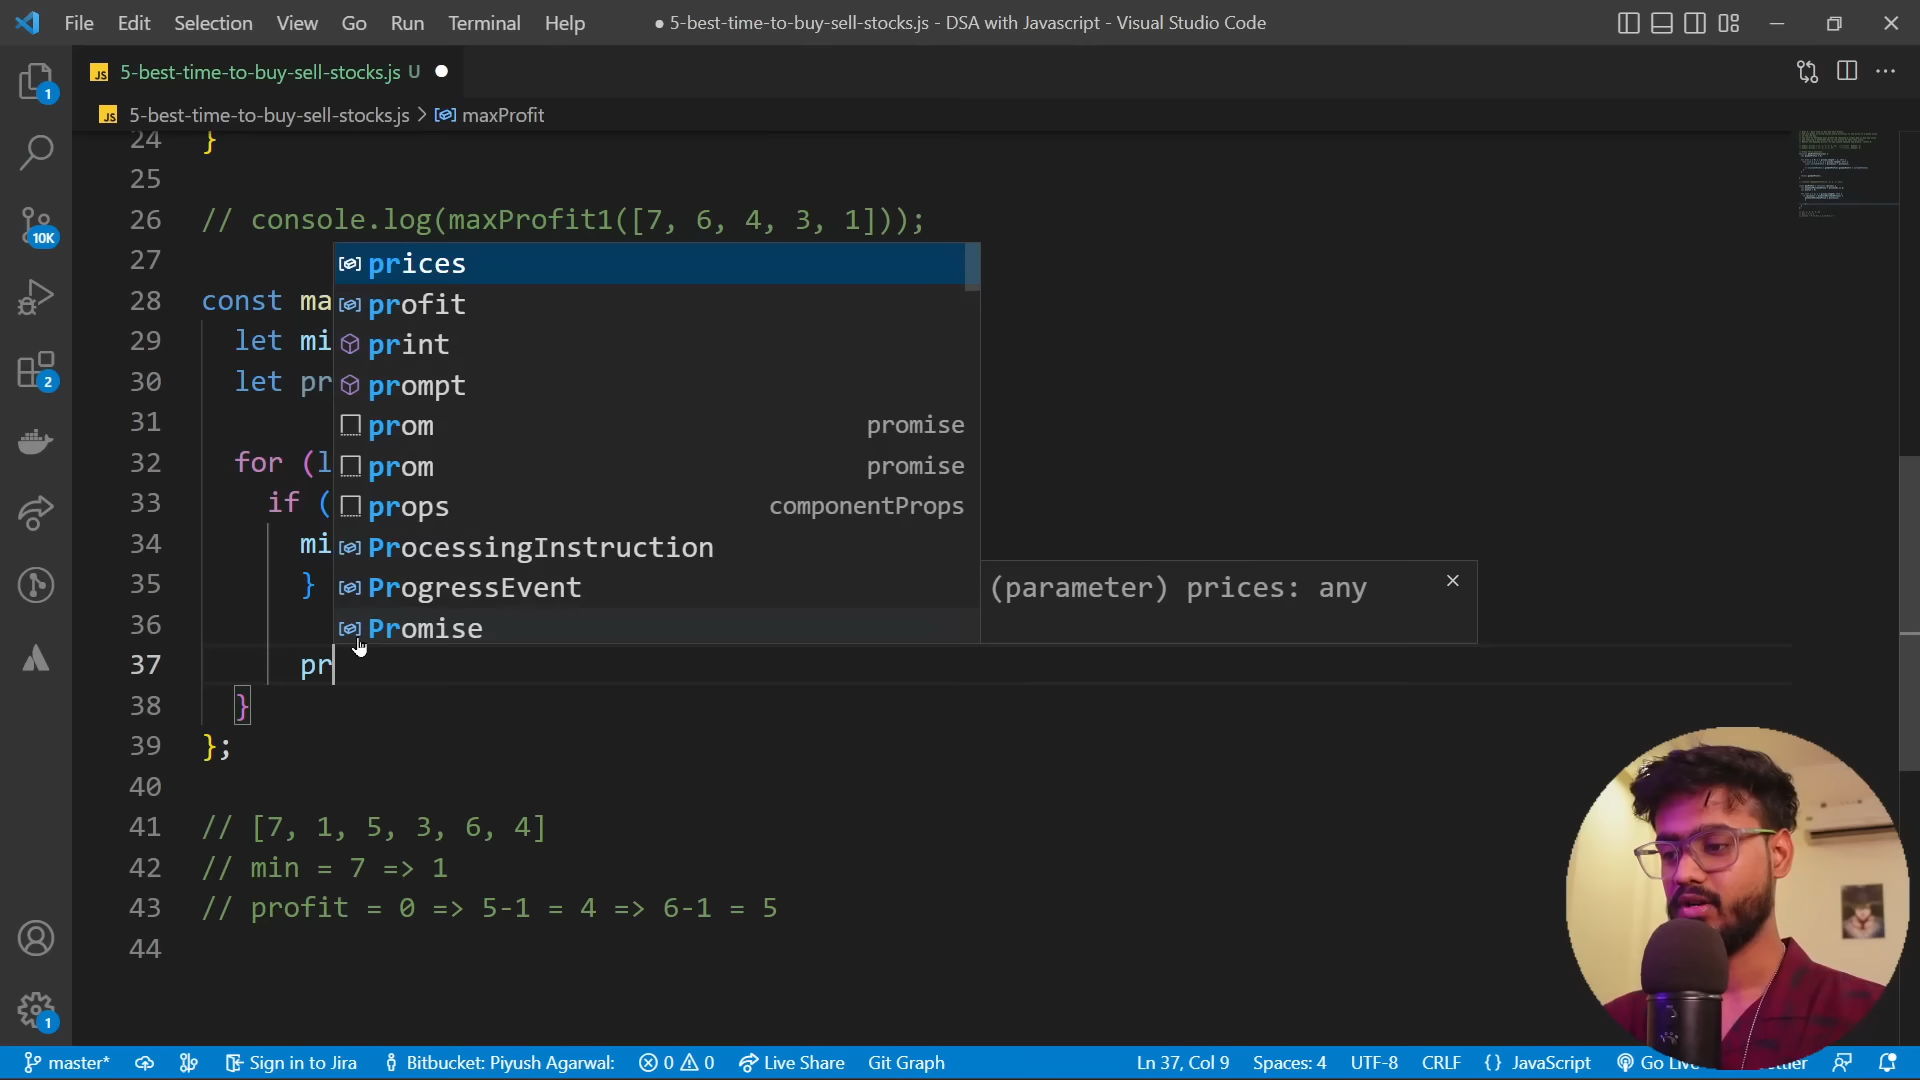 File Edit Selection View Go Run Terminal Help
● 5-best-time-to-buy-sell-stocks.js - DSA with Javascript - Visual Studio Code
JS 5-best-time-to-buy-sell-stocks.js U ●
JS 5-best-time-to-buy-sell-stocks.js > maxProfit
1
10K
2
1
24 }
25
26 // console.log(maxProfit1([7, 6, 4, 3, 1]));
27
28 const ma
29 let mi
30 let pr
31
32 for (l
33 if (
34 mi
35 }
36
37 pr
38 }
39 };
40
41 // [7, 1, 5, 3, 6, 4]
42 // min = 7 => 1
43 // profit = 0 => 5-1 = 4 => 6-1 = 5
44
prices
profit
print
prompt
prom promise
prom promise
props componentProps
ProcessingInstruction
ProgressEvent
Promise
(parameter) prices: any
master* Sign in to Jira Bitbucket: Piyush Agarwal: 0 0 Live Share Git Graph Ln 37, Col 9 Spaces: 4 UTF-8 CRLF {} JavaScript Go